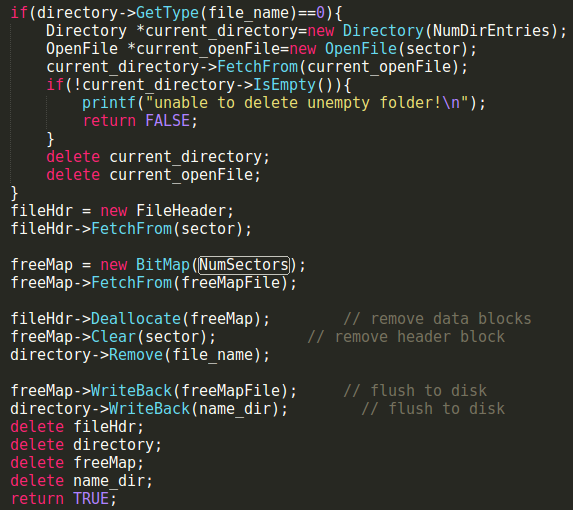 if(directory->GetType(file_name)==0){
    Directory *current_directory=new Directory(NumDirEntries);
    OpenFile *current_openFile=new OpenFile(sector);
    current_directory->FetchFrom(current_openFile);
    if(!current_directory->IsEmpty()){
        printf("unable to delete unempty folder!\n");
        return FALSE;
    }
    delete current_directory;
    delete current_openFile;
}
fileHdr = new FileHeader;
fileHdr->FetchFrom(sector);

freeMap = new BitMap(NumSectors);
freeMap->FetchFrom(freeMapFile);

fileHdr->Deallocate(freeMap);        // remove data blocks
freeMap->Clear(sector);          // remove header block
directory->Remove(file_name);

freeMap->WriteBack(freeMapFile);     // flush to disk
directory->WriteBack(name_dir);        // flush to disk
delete fileHdr;
delete directory;
delete freeMap;
delete name_dir;
return TRUE;